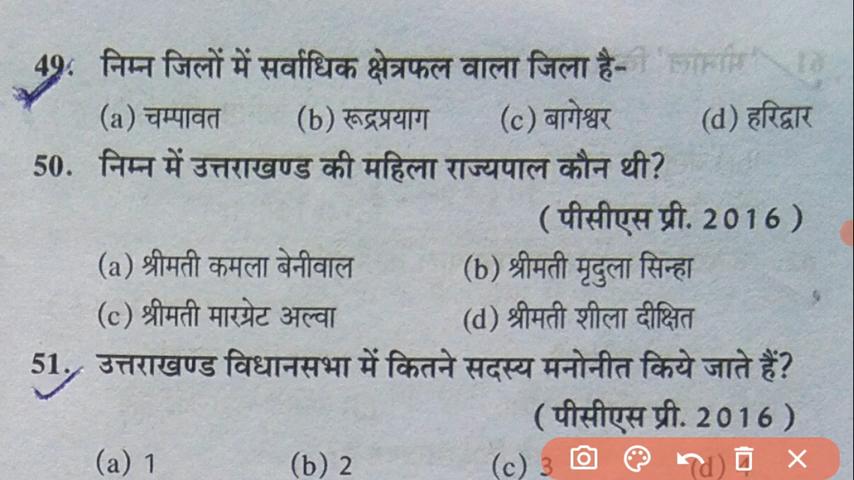 49. निम्न जिलों में सर्वाधिक क्षेत्रफल वाला जिला है-
(a) चम्पावत (b) रूद्रप्रयाग (c) बागेश्वर (d) हरिद्वार
50. निम्न में उत्तराखण्ड की महिला राज्यपाल कौन थी?
( पीसीएस प्री. 2016 )
(a) श्रीमती कमला बेनीवाल (b) श्रीमती मृदुला सिन्हा
(c) श्रीमती मारग्रेट अल्वा (d) श्रीमती शीला दीक्षित
51. उत्तराखण्ड विधानसभा में कितने सदस्य मनोनीत किये जाते हैं?
( पीसीएस प्री. 2016 )
(a) 1 (b) 2 (c) 3 (d) 4